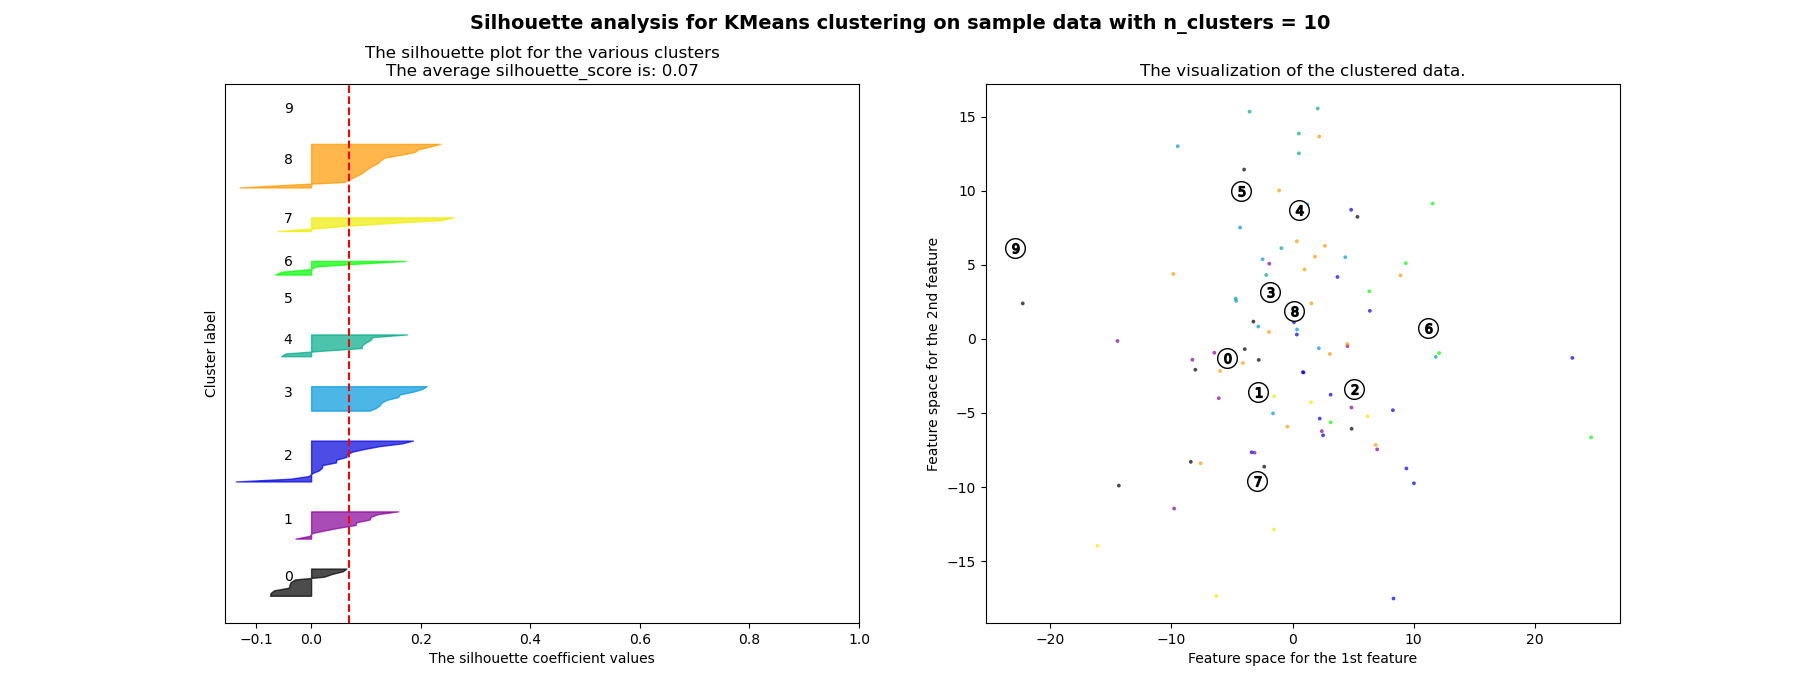 Silhouette analysis for KMeans clustering on sample data with n_clusters = 10
The silhouette plot for the various clusters
The average silhouette_score is: 0.07
9
8
7
6
5
4
3
2
1
0
Cluster label
−0.1 0.0 0.2 0.4 0.6 0.8 1.0
The silhouette coefficient values
The visualization of the clustered data.
15
10
5
0
−5
−10
−15
Feature space for the 2nd feature
5
4
9
3
8
6
0
2
1
7
−20 −10 0 10 20
Feature space for the 1st feature